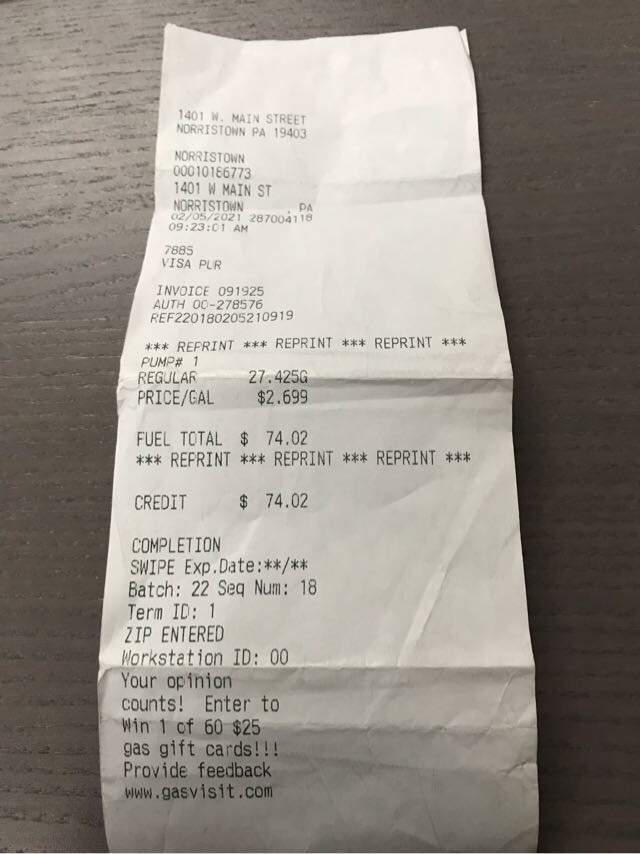 1401 W. MAIN STREET
NORRISTOWN PA 19403
NORRISTOWN
00010186773
1401 W MAIN ST
NORRISTOWN , PA
02/05/2021 287004118
09:23:01 AM
7885
VISA PUR
INVOICE 091925
AUTH 00-278576
REF220180205210919
*** REPRINT *** REPRINT *** REPRINT ***
PUMP# 1
REGULAR 27.425G
PRICE/GAL $2.699
FUEL TOTAL $ 74.02
*** REPRINT *** REPRINT *** REPRINT ***
CREDIT $ 74.02
COMPLETION
SWIPE Exp.Date:**/**
Batch: 22 Seq Num: 18
Term ID: 1
ZIP ENTERED
Workstation ID: 00
Your opinion
counts! Enter to
Win 1 of 60 $25
gas gift cards!!!
Provide feedback
www.gasvisit.com